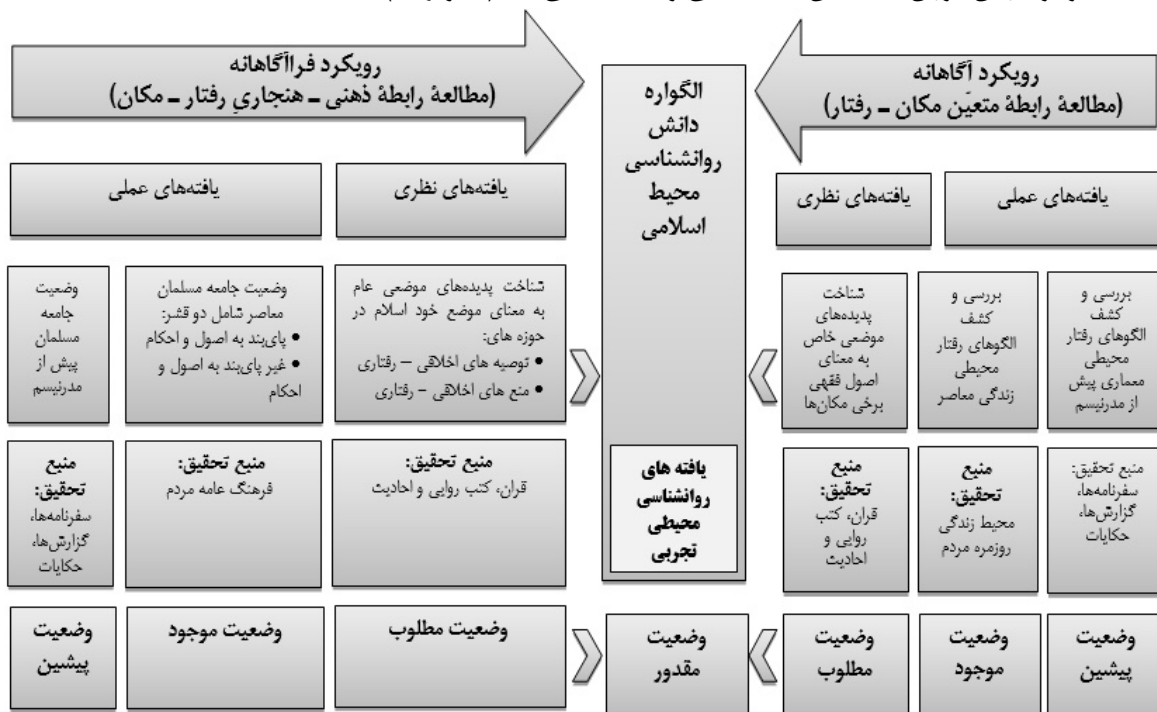 رویکرد آگاهانه
(مطالعهٔ رابطهٔ متعیّن مکان ـ رفتار)
الگواره
دانش
روانشناسی
محیط
اسلامی
رویکرد فراآگاهانه
(مطالعهٔ رابطهٔ ذهنی ـ هنجاریِ رفتار ـ مکان)
یافته‌های عملی
یافته‌های نظری
یافته‌های نظری
یافته‌های عملی
بررسی و
کشف
الگوهای رفتار
محیطی
معماری پیش
از مدرنیسم
بررسی و
کشف
الگوهای رفتار
محیطی
زندگی معاصر
شناخت
پدیده‌های
موضعی خاص
به معنای
اصول فقهی
برخی مکان‌ها
شناخت پدیده‌های موضعی عام
به معنای موضع خود اسلام در
حوزه های:
• توصیه های اخلاقی – رفتاری
• منع های اخلاقی – رفتاری
وضعیت جامعه مسلمان
معاصر شامل دو قشر:
• پای‌بند به اصول و احکام
• غیر پای‌بند به اصول و
احکام
وضعیت
جامعه
مسلمان
پیش از
مدرنیسم
منبع تحقیق:
سفرنامه‌ها،
گزارش‌ها،
حکایات
منبع
تحقیق:
محیط زندگی
روزمره مردم
منبع
تحقیق:
قران، کتب
روایی و
احادیث
یافته های
روانشناسی
محیطی
تجربی
منبع تحقیق:
قران، کتب روایی و احادیث
منبع تحقیق:
فرهنگ عامه مردم
منبع
تحقیق:
سفرنامه‌ها،
گزارش‌ها،
حکایات
وضعیت
پیشین
وضعیت
موجود
وضعیت
مطلوب
وضعیت
مقدور
وضعیت مطلوب
وضعیت موجود
وضعیت
پیشین